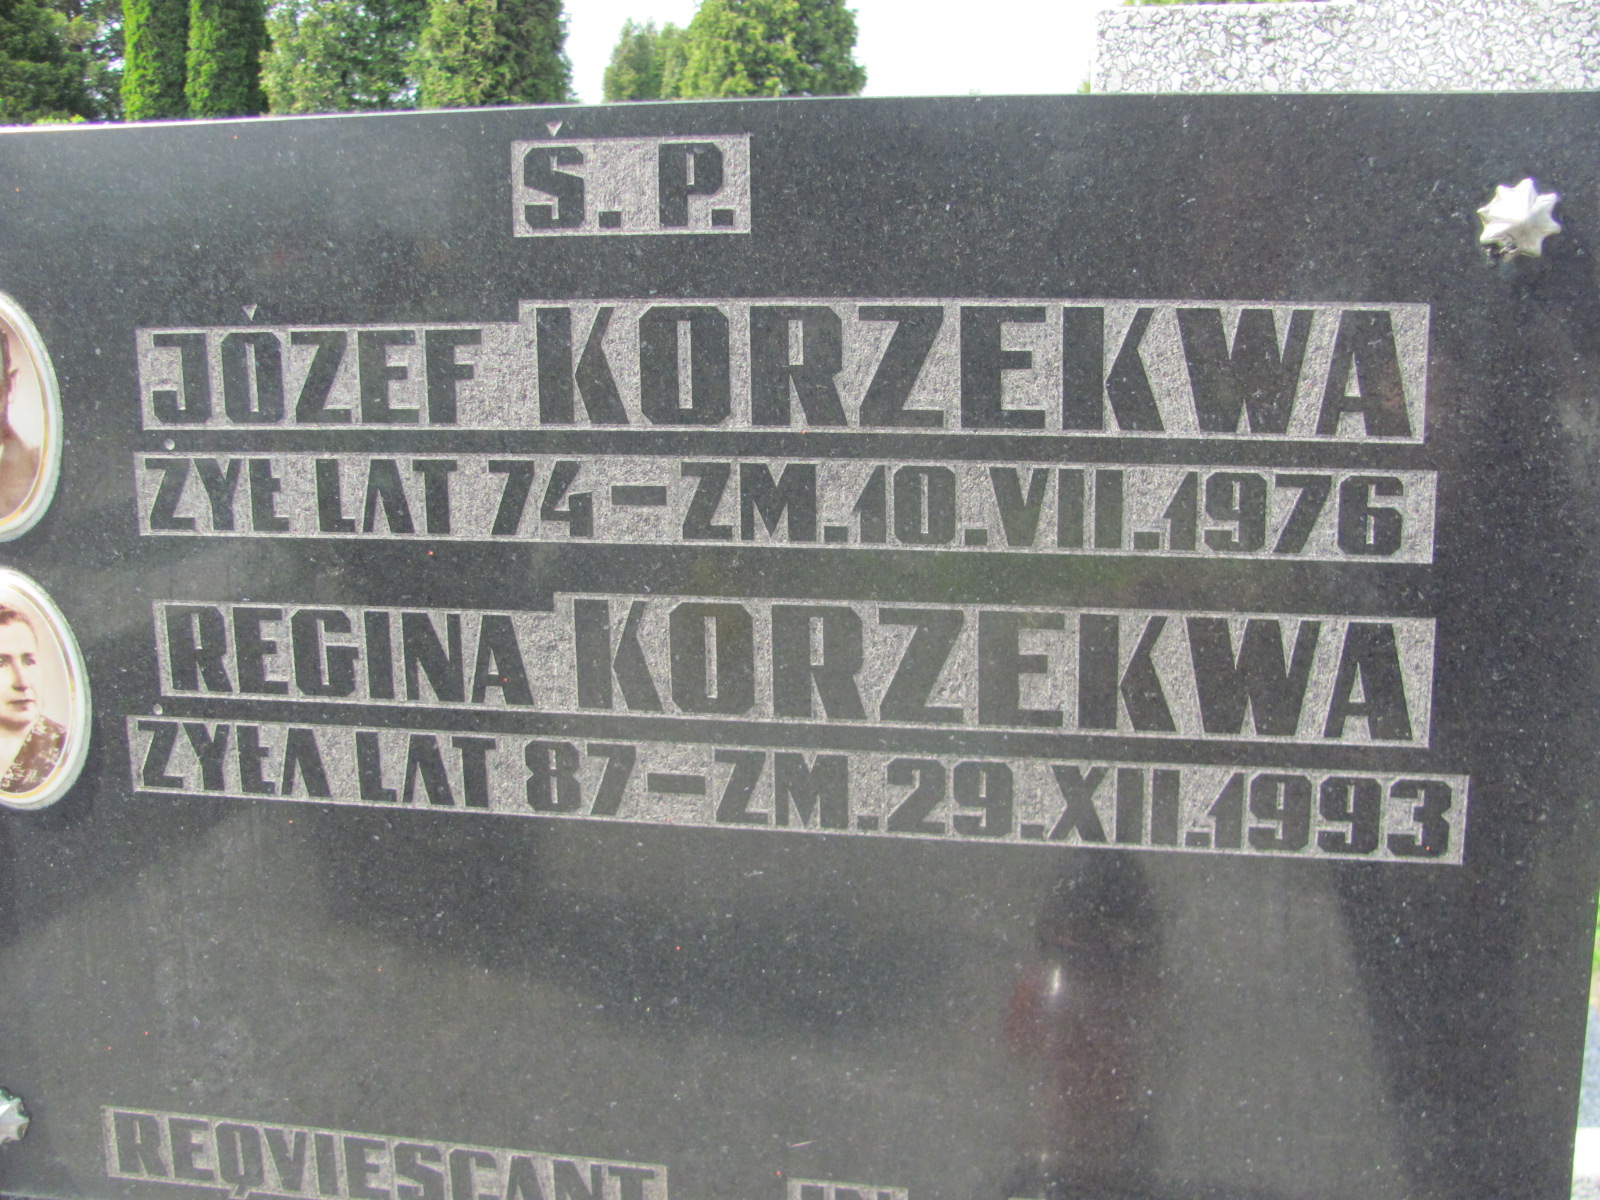 Ś. P.
JÓZEF KORZEKWA
ŻYŁ LAT 74 – ZM. 10. VII. 1976
REGINA KORZEKWA
ŻYŁA LAT 87 – ZM. 29. XII. 1993
REQVIESCANT IN